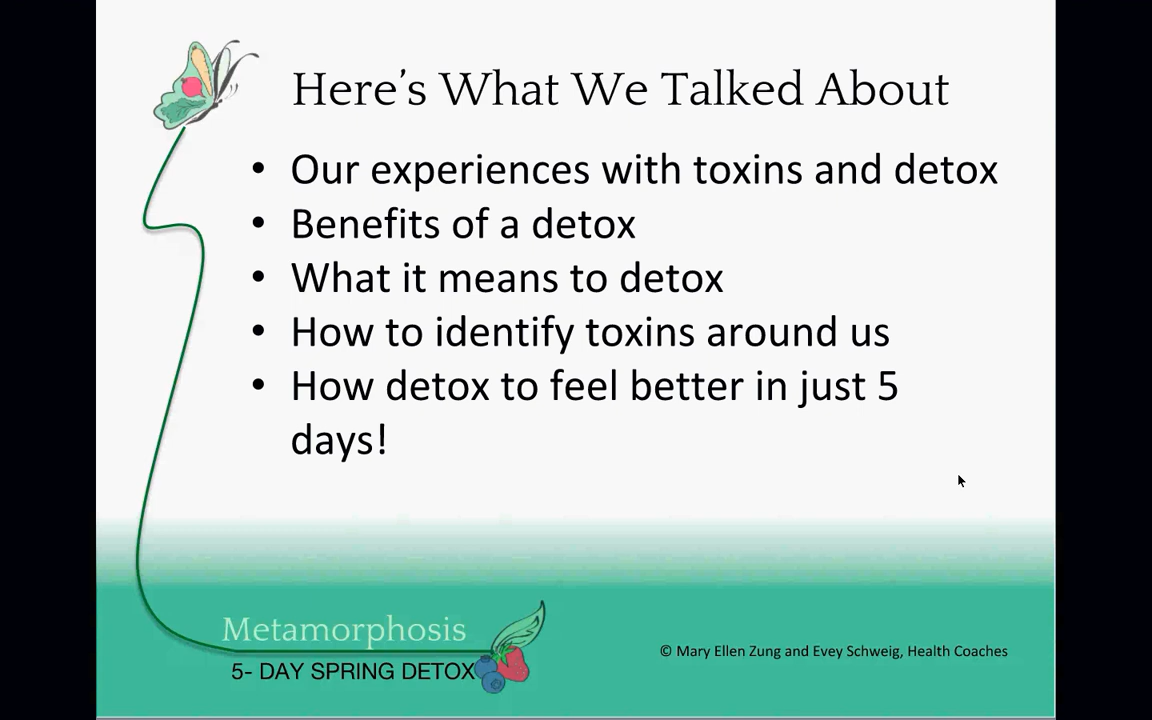 Here's What We Talked About
• Our experiences with toxins and detox
• Benefits of a detox
• What it means to detox
• How to identify toxins around us
• How detox to feel better in just 5
days!
Metamorphosis
5- DAY SPRING DETOX
© Mary Ellen Zung and Evey Schweig, Health Coaches